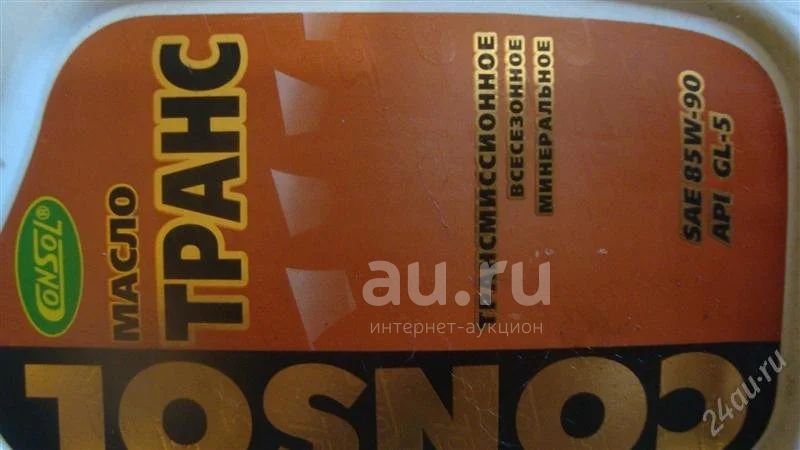 CONSOL®
МАСЛО
ТРАНС
ТРАНСМИССИОННОЕ
ВСЕСЕЗОННОЕ
МИНЕРАЛЬНОЕ
SAE 85W-90
API GL-5
CONSOL
au.ru
интернет-аукцион
24au.ru